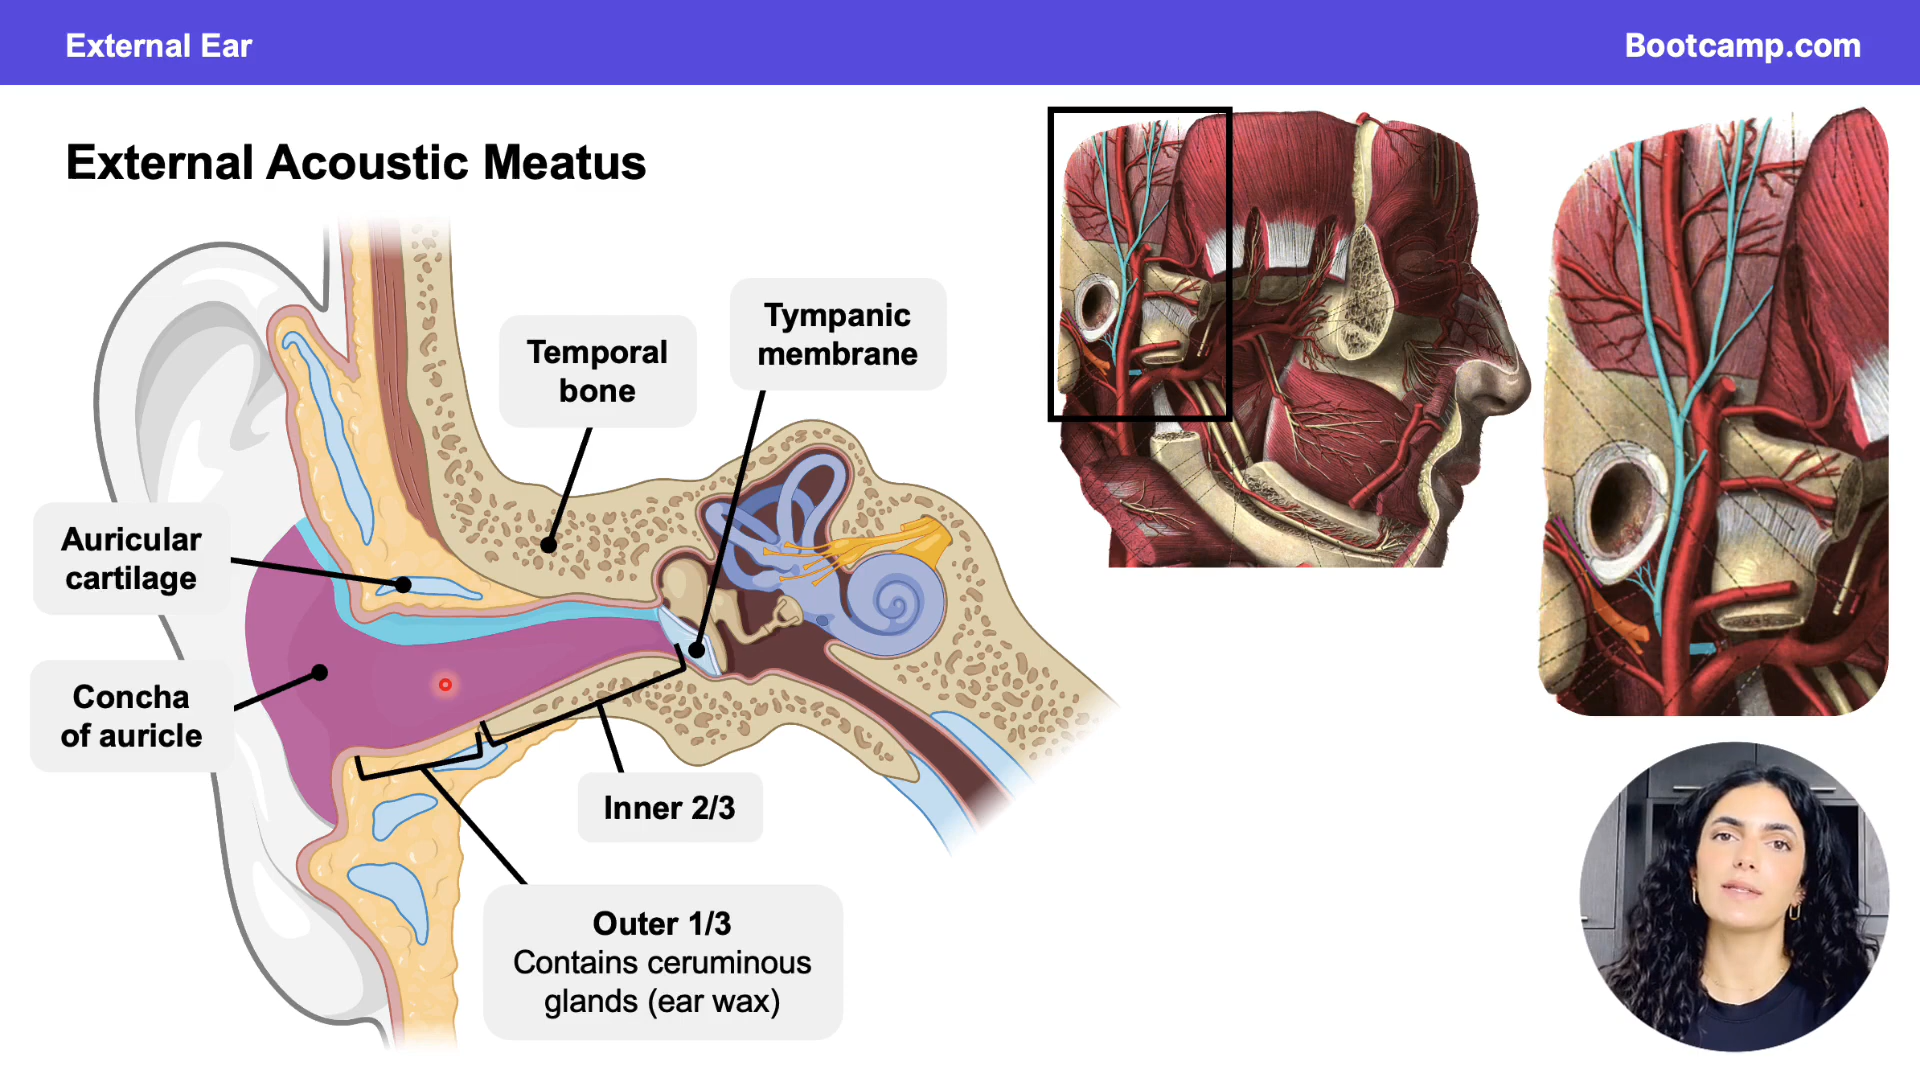 External Ear
Bootcamp.com
External Acoustic Meatus
Tympanic
membrane
Temporal
bone
Auricular
cartilage
Concha
of auricle
Inner 2/3
Outer 1/3
Contains ceruminous
glands (ear wax)